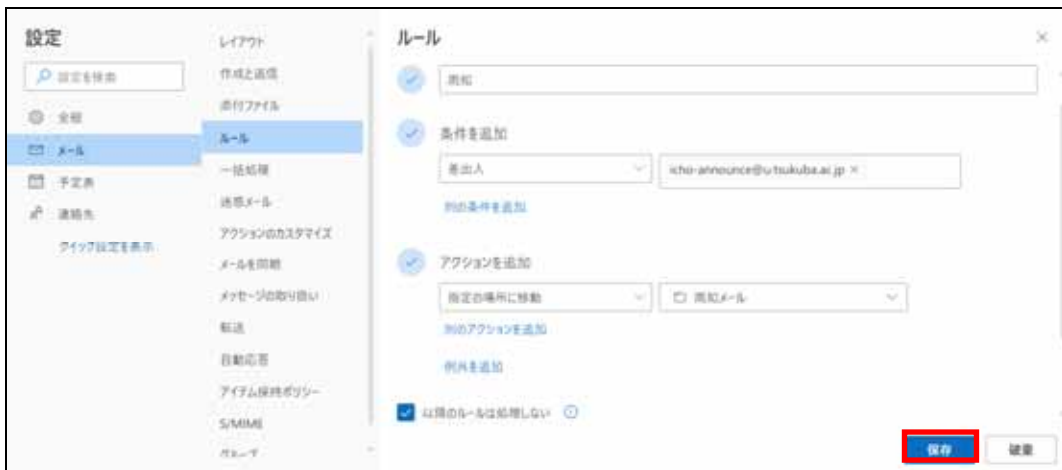 設定
設定を検索
全般
メール
予定表
連絡先
クイック設定を表示
レイアウト
作成と返信
添付ファイル
ルール
一括処理
迷惑メール
アクションのカスタマイズ
メールを同期
メッセージの取り扱い
転送
自動応答
アイテム保持ポリシー
S/MIME
グループ
ルール
周知
条件を追加
差出人
icho-announce@u.tsukuba.ac.jp
別の条件を追加
アクションを追加
指定の場所に移動
周知メール
別のアクションを追加
例外を追加
以降のルールは処理しない
保存
破棄